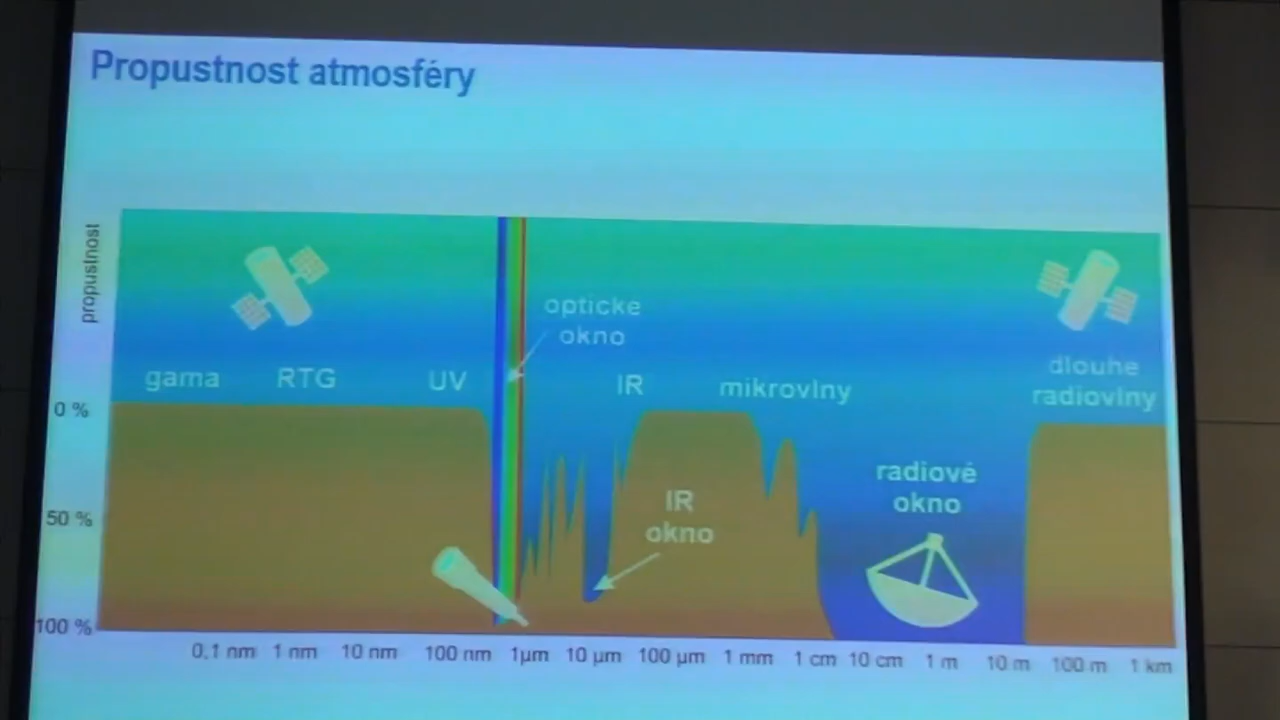 Propustnost atmosféry
propustnost
opticke
okno
gama RTG UV IR mikrovlny dlouhe
radiovlny
0 %
radiové
okno
IR
okno
50 %
100 %
0,1 nm 1 nm 10 nm 100 nm 1µm 10 µm 100 µm 1 mm 1 cm 10 cm 1 m 10 m 100 m 1 km